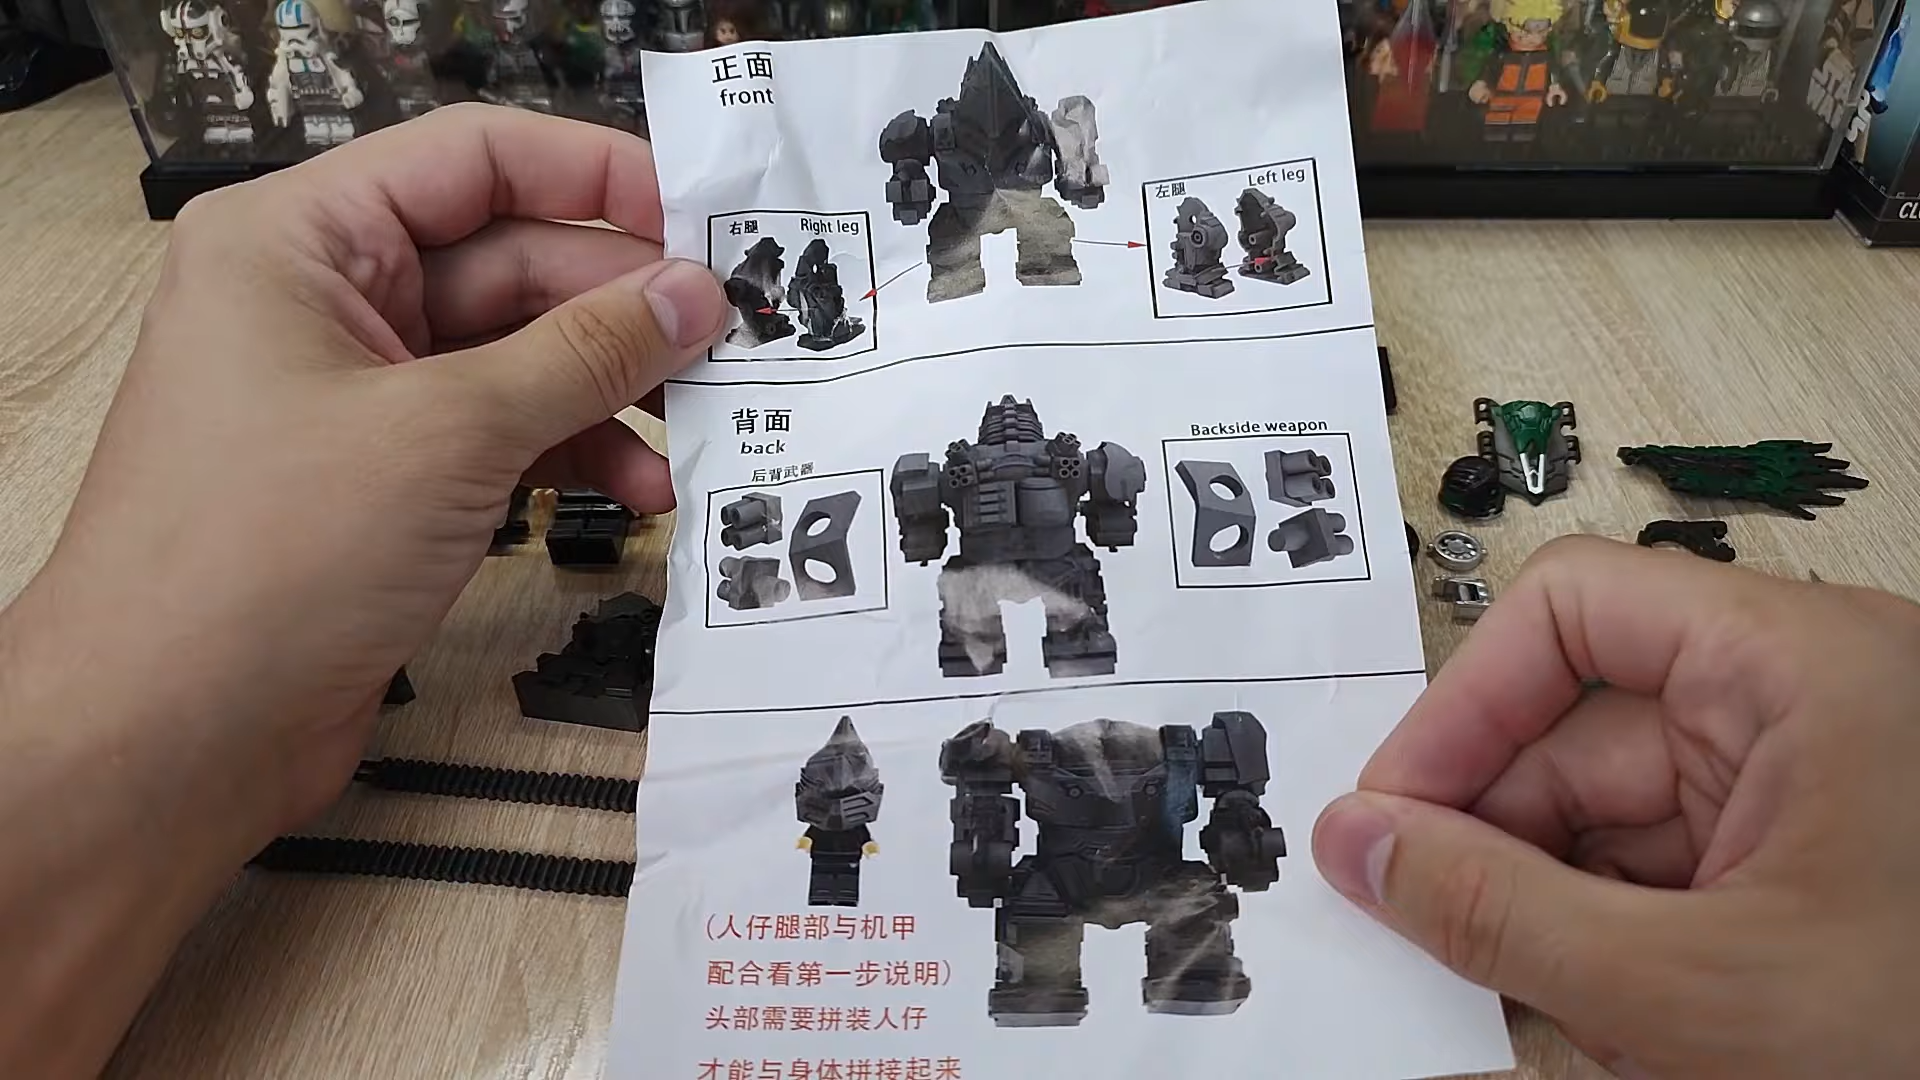 正面
front
右腿
Right leg
左腿
Left leg
背面
back
后背武器
Backside weapon
(人仔腿部与机甲
配合看第一步说明)
头部需要拼装人仔
才能与身体拼接起来
STAR
WARS